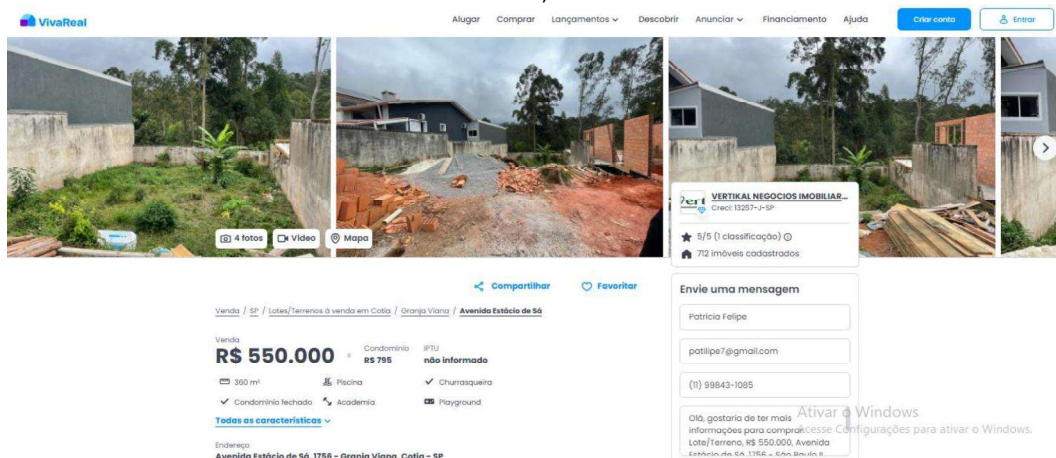 VivaReal
Alugar Comprar Lançamentos Descobrir Anunciar Financiamento Ajuda Criar conta Entrar
4 fotos Vídeo Mapa
VERTIKAL NEGOCIOS IMOBILIAR...
Creci: 13257-J-SP
5/5 (1 classificação)
712 imóveis cadastrados
Compartilhar Favoritar
Venda / SP / Lotes/Terrenos à venda em Cotia / Granja Viana / Avenida Estácio de Sá
Venda
R$ 550.000
Condomínio
R$ 795
IPTU
não informado
360 m² Piscina Churrasqueira
Condomínio fechado Academia Playground
Todas as características
Endereço
Avenida Estácio de Sá, 1756 - Granja Viana, Cotia - SP
Envie uma mensagem
Patricia Felipe
patilipe7@gmail.com
(11) 99843-1085
Olá, gostaria de ter mais
informações para comprar
Lote/Terreno, R$ 550.000, Avenida
Estácio de Sá, 1756 - São Paulo II
Ativar o Windows
Acesse Configurações para ativar o Windows.